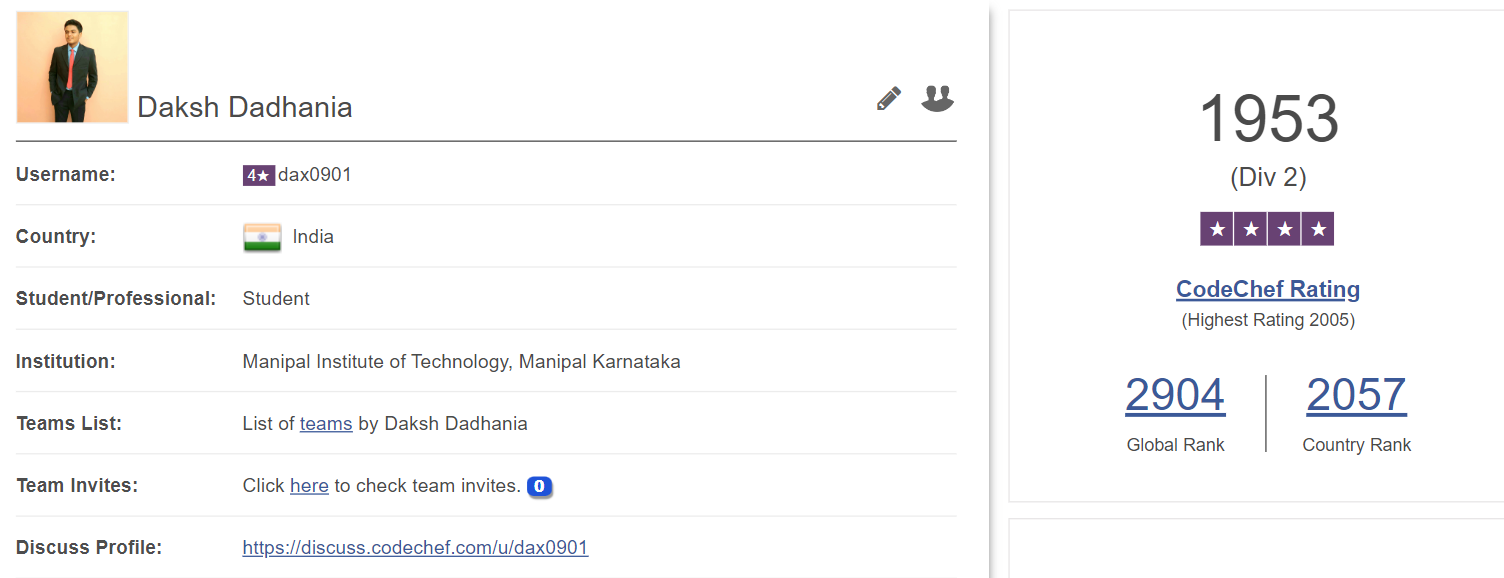 Daksh Dadhania
Username: 4★ dax0901
Country: India
Student/Professional: Student
Institution: Manipal Institute of Technology, Manipal Karnataka
Teams List: List of teams by Daksh Dadhania
Team Invites: Click here to check team invites. 0
Discuss Profile: https://discuss.codechef.com/u/dax0901
1953
(Div 2)
★★★★
CodeChef Rating
(Highest Rating 2005)
2904 2057
Global Rank Country Rank